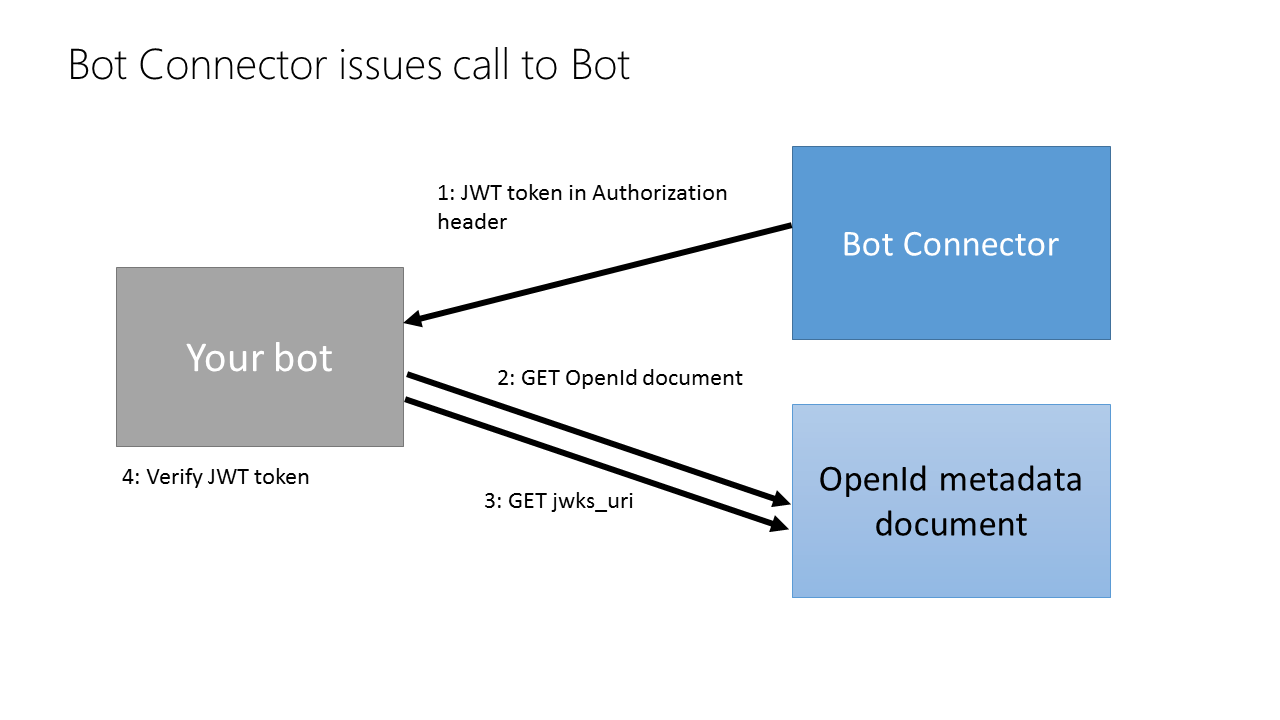 Bot Connector issues call to Bot
1: JWT token in Authorization
header
Bot Connector
Your bot
2: GET OpenId document
4: Verify JWT token
3: GET jwks_uri
OpenId metadata
document